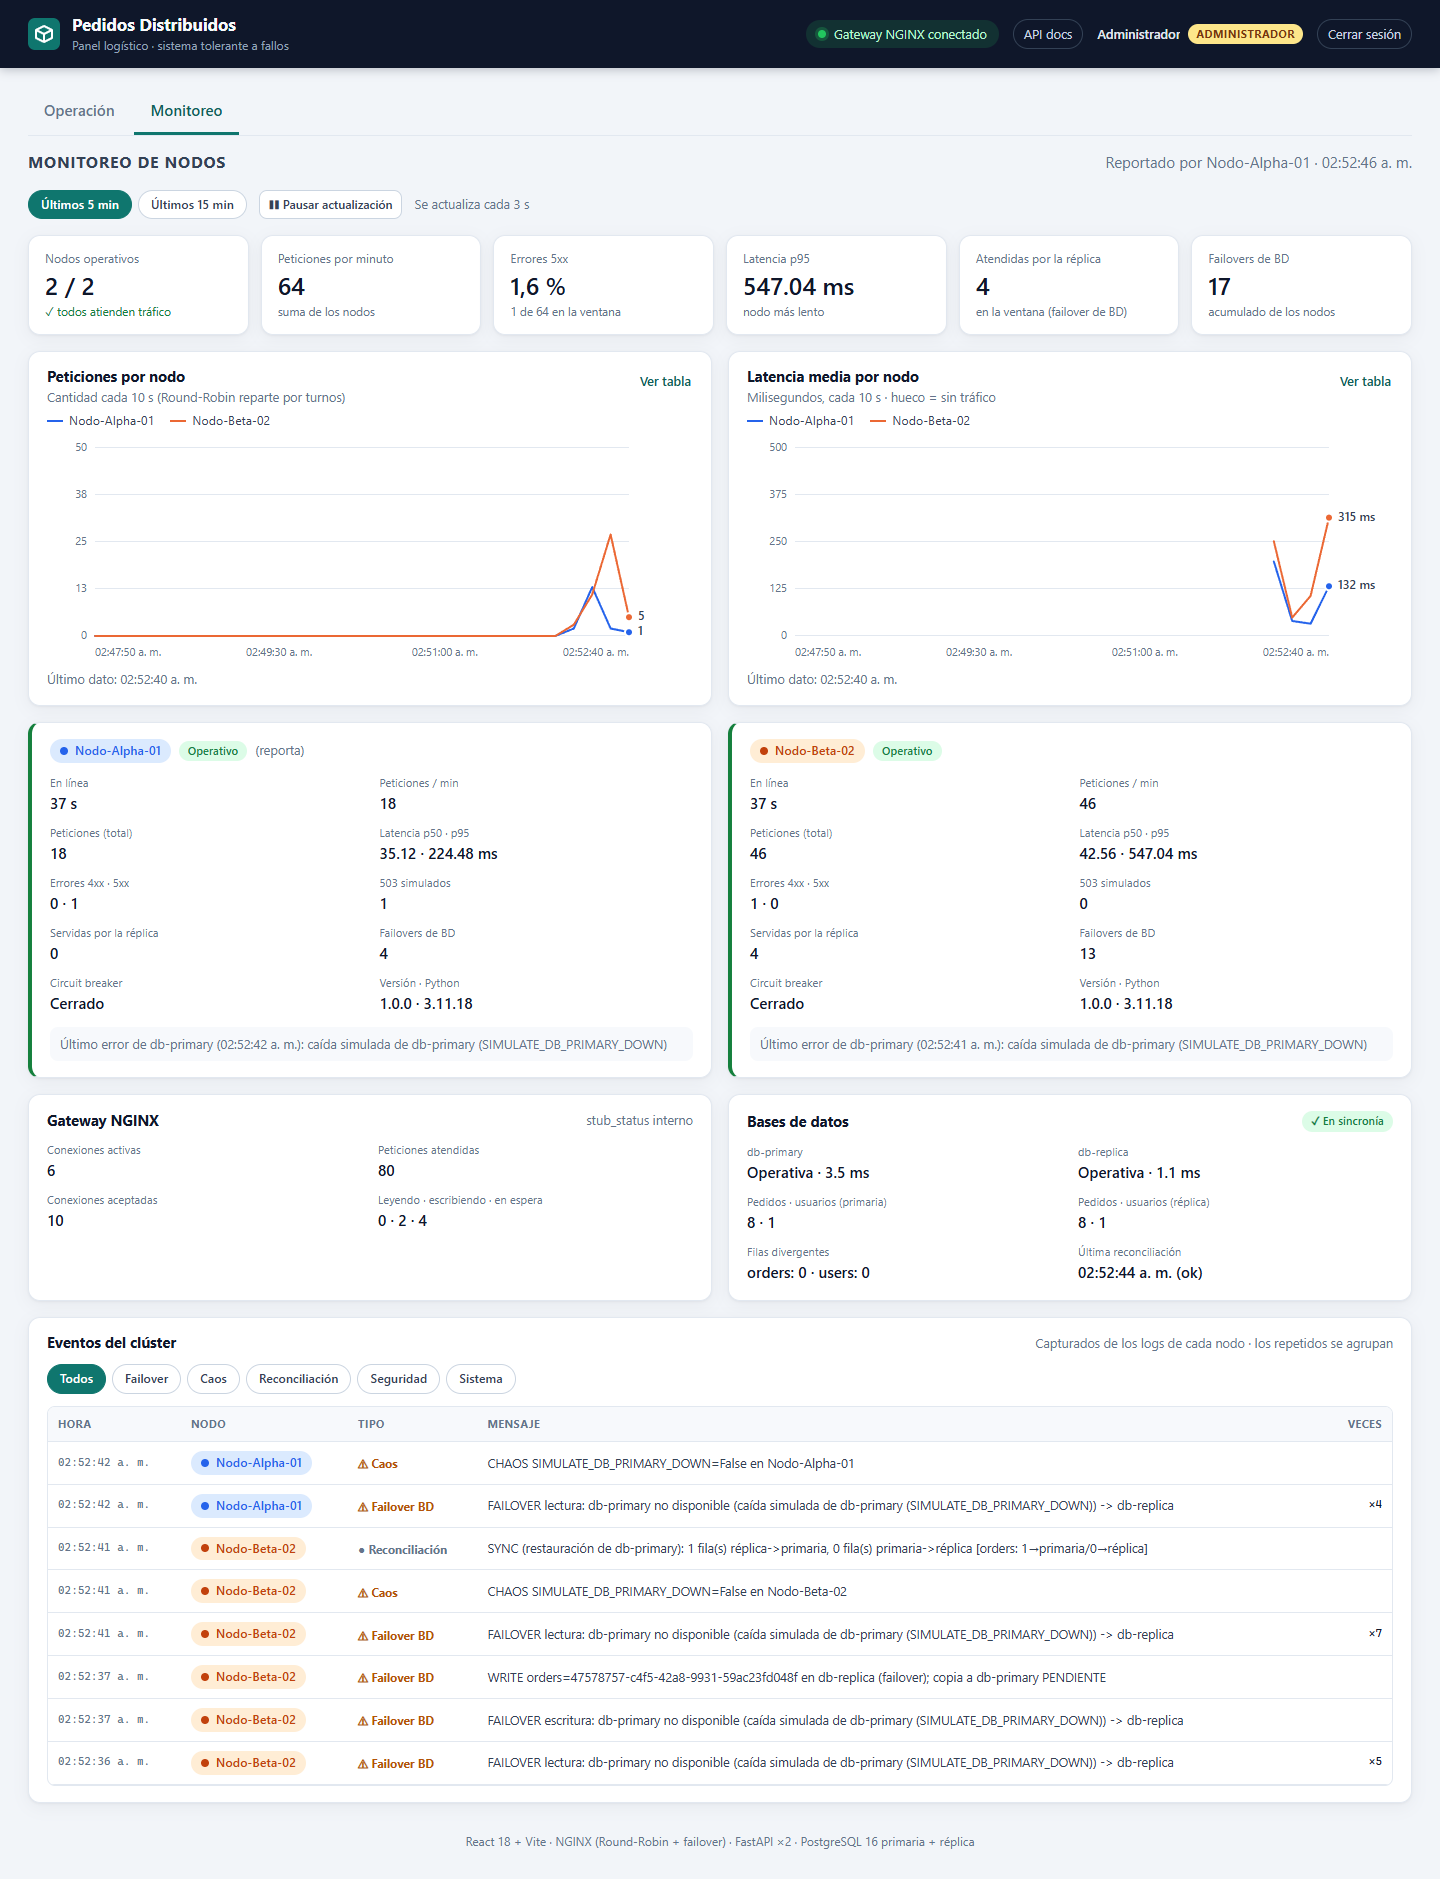 Pedidos Distribuidos
Panel logístico · sistema tolerante a fallos
Gateway NGINX conectado
API docs
Administrador
ADMINISTRADOR
Cerrar sesión
Operación
Monitoreo
MONITOREO DE NODOS
Reportado por Nodo-Alpha-01 · 02:52:46 a. m.
Últimos 5 min
Últimos 15 min
Pausar actualización
Se actualiza cada 3 s
Nodos operativos
2 / 2
✓ todos atienden tráfico
Peticiones por minuto
64
suma de los nodos
Errores 5xx
1,6 %
1 de 64 en la ventana
Latencia p95
547.04 ms
nodo más lento
Atendidas por la réplica
4
en la ventana (failover de BD)
Failovers de BD
17
acumulado de los nodos
Peticiones por nodo
Ver tabla
Cantidad cada 10 s (Round-Robin reparte por turnos)
Nodo-Alpha-01
Nodo-Beta-02
50
38
25
13
0
5
1
02:47:50 a. m.
02:49:30 a. m.
02:51:00 a. m.
02:52:40 a. m.
Último dato: 02:52:40 a. m.
Latencia media por nodo
Ver tabla
Milisegundos, cada 10 s · hueco = sin tráfico
Nodo-Alpha-01
Nodo-Beta-02
500
375
250
125
0
315 ms
132 ms
02:47:50 a. m.
02:49:30 a. m.
02:51:00 a. m.
02:52:40 a. m.
Último dato: 02:52:40 a. m.
Nodo-Alpha-01
Operativo
(reporta)
En línea
37 s
Peticiones / min
18
Peticiones (total)
18
Latencia p50 · p95
35.12 · 224.48 ms
Errores 4xx · 5xx
0 · 1
503 simulados
1
Servidas por la réplica
0
Failovers de BD
4
Circuit breaker
Cerrado
Versión · Python
1.0.0 · 3.11.18
Último error de db-primary (02:52:42 a. m.): caída simulada de db-primary (SIMULATE_DB_PRIMARY_DOWN)
Nodo-Beta-02
Operativo
En línea
37 s
Peticiones / min
46
Peticiones (total)
46
Latencia p50 · p95
42.56 · 547.04 ms
Errores 4xx · 5xx
1 · 0
503 simulados
0
Servidas por la réplica
4
Failovers de BD
13
Circuit breaker
Cerrado
Versión · Python
1.0.0 · 3.11.18
Último error de db-primary (02:52:41 a. m.): caída simulada de db-primary (SIMULATE_DB_PRIMARY_DOWN)
Gateway NGINX
stub_status interno
Conexiones activas
6
Peticiones atendidas
80
Conexiones aceptadas
10
Leyendo · escribiendo · en espera
0 · 2 · 4
Bases de datos
✓ En sincronía
db-primary
Operativa · 3.5 ms
db-replica
Operativa · 1.1 ms
Pedidos · usuarios (primaria)
8 · 1
Pedidos · usuarios (réplica)
8 · 1
Filas divergentes
orders: 0 · users: 0
Última reconciliación
02:52:44 a. m. (ok)
Eventos del clúster
Capturados de los logs de cada nodo · los repetidos se agrupan
Todos
Failover
Caos
Reconciliación
Seguridad
Sistema
HORA NODO TIPO MENSAJE VECES
02:52:42 a. m. Nodo-Alpha-01 ⚠ Caos CHAOS SIMULATE_DB_PRIMARY_DOWN=False en Nodo-Alpha-01
02:52:42 a. m. Nodo-Alpha-01 ⚠ Failover BD FAILOVER lectura: db-primary no disponible (caída simulada de db-primary (SIMULATE_DB_PRIMARY_DOWN)) -> db-replica ×4
02:52:41 a. m. Nodo-Beta-02 ● Reconciliación SYNC (restauración de db-primary): 1 fila(s) réplica->primaria, 0 fila(s) primaria->réplica [orders: 1→primaria/0→réplica]
02:52:41 a. m. Nodo-Beta-02 ⚠ Caos CHAOS SIMULATE_DB_PRIMARY_DOWN=False en Nodo-Beta-02
02:52:41 a. m. Nodo-Beta-02 ⚠ Failover BD FAILOVER lectura: db-primary no disponible (caída simulada de db-primary (SIMULATE_DB_PRIMARY_DOWN)) -> db-replica ×7
02:52:37 a. m. Nodo-Beta-02 ⚠ Failover BD WRITE orders=47578757-c4f5-42a8-9931-59ac23fd048f en db-replica (failover); copia a db-primary PENDIENTE
02:52:37 a. m. Nodo-Beta-02 ⚠ Failover BD FAILOVER escritura: db-primary no disponible (caída simulada de db-primary (SIMULATE_DB_PRIMARY_DOWN)) -> db-replica
02:52:36 a. m. Nodo-Beta-02 ⚠ Failover BD FAILOVER lectura: db-primary no disponible (caída simulada de db-primary (SIMULATE_DB_PRIMARY_DOWN)) -> db-replica ×5
React 18 + Vite · NGINX (Round-Robin + failover) · FastAPI ×2 · PostgreSQL 16 primaria + réplica